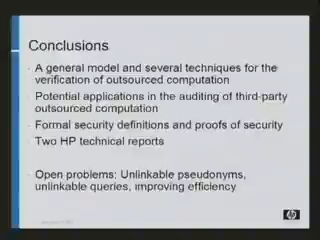 Conclusions
- A general model and several techniques for the
verification of outsourced computation
Potential applications in the auditing of third-party
outsourced computation
- Formal security definitions and proofs of security
- Two HP technical reports
- Open problems: Unlinkable pseudonyms,
unlinkable queries, improving efficiency
hp